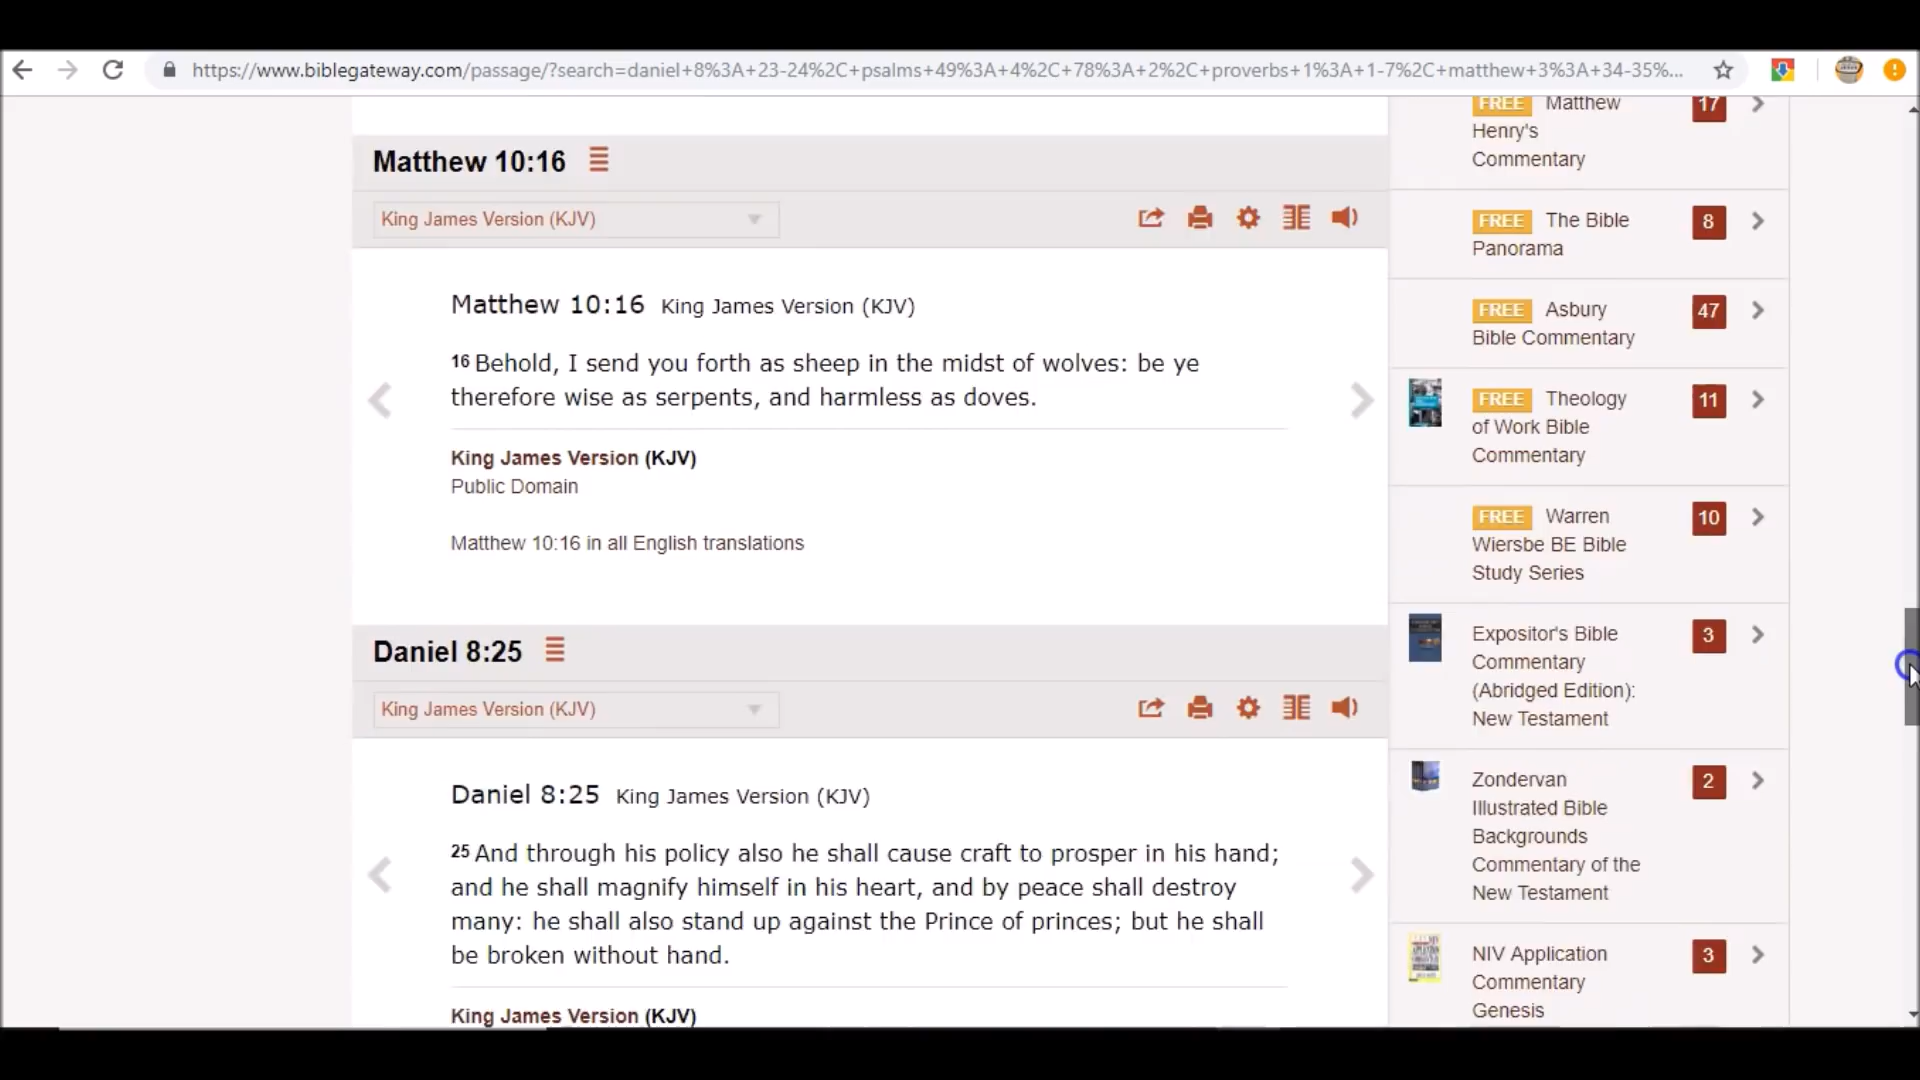 https://www.biblegateway.com/passage/?search=daniel+8%3A+23-24%2C+psalms+49%3A+4%2C+78%3A+2%2C+proverbs+1%3A+1-7%2C+matthew+3%3A+34-35%...
Matthew 10:16
King James Version (KJV)
Matthew 10:16 King James Version (KJV)
16 Behold, I send you forth as sheep in the midst of wolves: be ye
therefore wise as serpents, and harmless as doves.
King James Version (KJV)
Public Domain
Matthew 10:16 in all English translations
Daniel 8:25
King James Version (KJV)
Daniel 8:25 King James Version (KJV)
25 And through his policy also he shall cause craft to prosper in his hand;
and he shall magnify himself in his heart, and by peace shall destroy
many: he shall also stand up against the Prince of princes; but he shall
be broken without hand.
King James Version (KJV)
FREE Matthew 17
Henry's
Commentary
FREE The Bible 8
Panorama
FREE Asbury 47
Bible Commentary
FREE Theology 11
of Work Bible
Commentary
FREE Warren 10
Wiersbe BE Bible
Study Series
Expositor's Bible 3
Commentary
(Abridged Edition):
New Testament
Zondervan 2
Illustrated Bible
Backgrounds
Commentary of the
New Testament
NIV Application 3
Commentary
Genesis